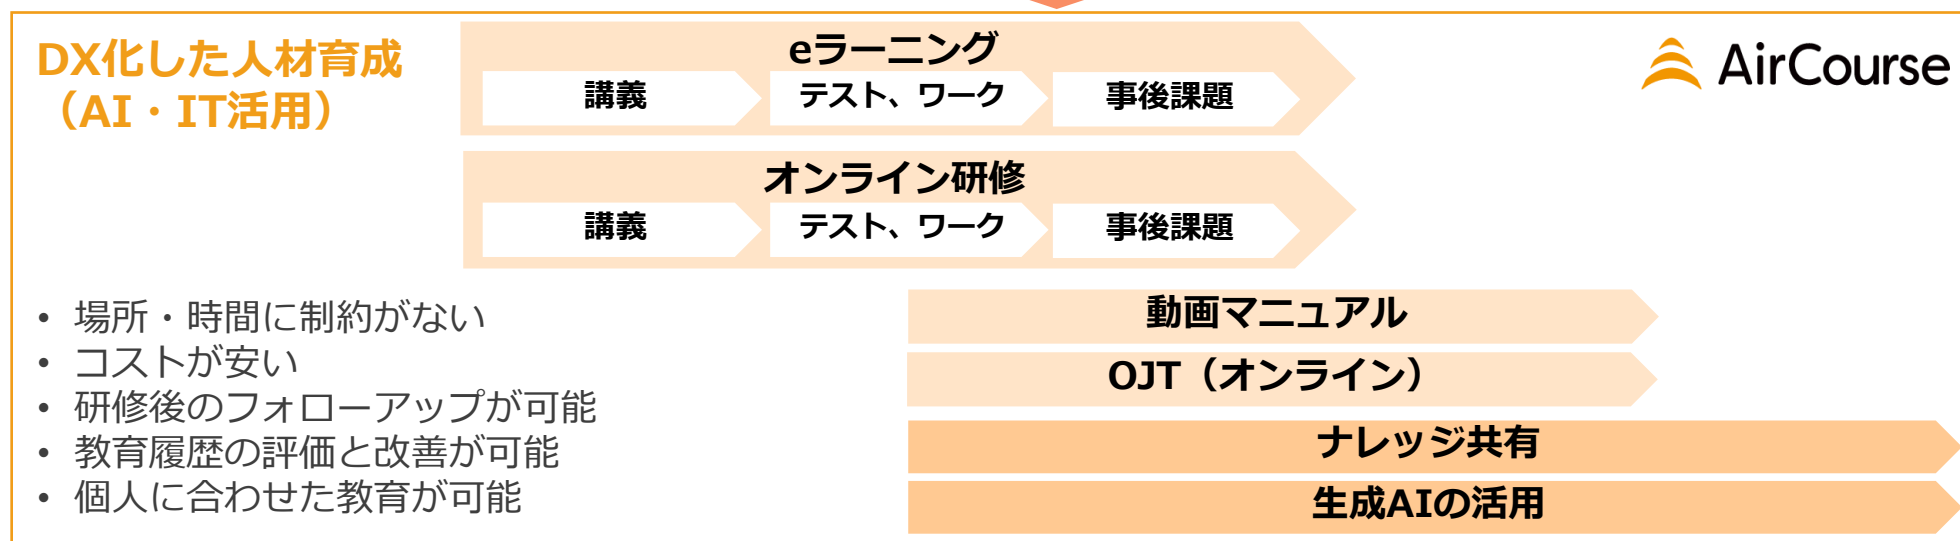 DX化した人材育成
（AI・IT活用）
eラーニング
講義
テスト、ワーク
事後課題
AirCourse
オンライン研修
講義
テスト、ワーク
事後課題
• 場所・時間に制約がない
• コストが安い
• 研修後のフォローアップが可能
• 教育履歴の評価と改善が可能
• 個人に合わせた教育が可能
動画マニュアル
OJT（オンライン）
ナレッジ共有
生成AIの活用